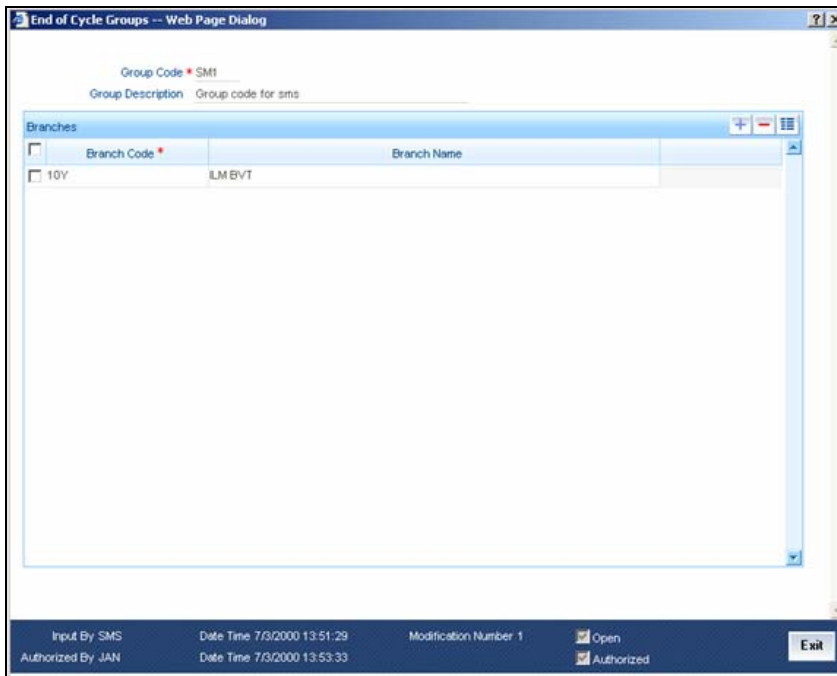 End of Cycle Groups -- Web Page Dialog
Group Code * SM1
Group Description Group code for sms
Branches
Branch Code * Branch Name
10Y ILM BVT
Input By SMS Date Time 7/3/2000 13:51:29 Modification Number 1 Open
Authorized By JAN Date Time 7/3/2000 13:53:33 Authorized
Exit